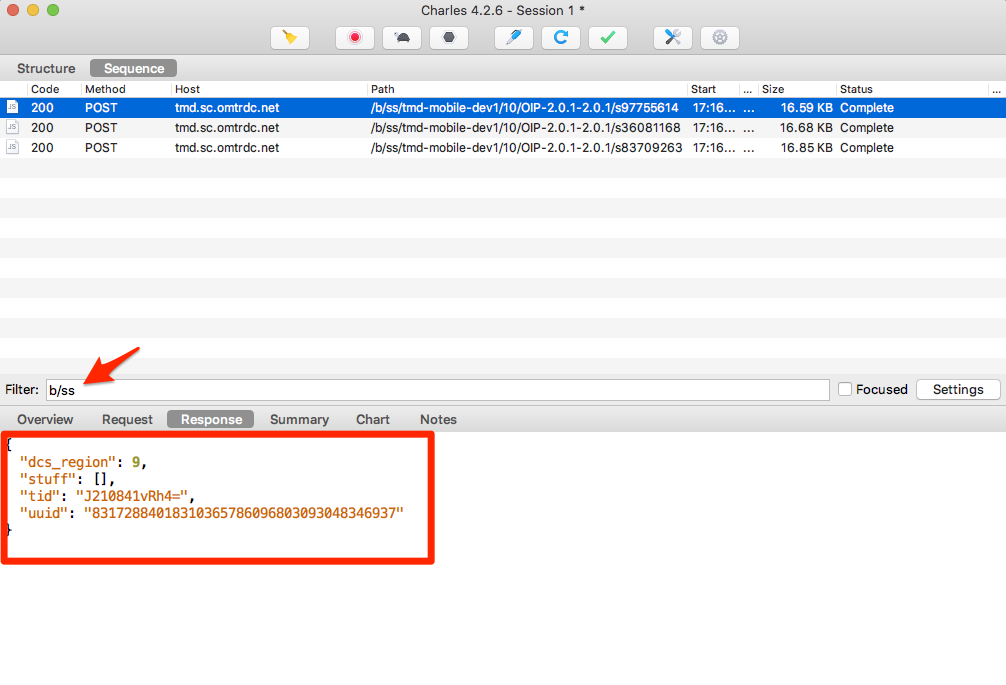 Charles 4.2.6 - Session 1 *
Structure Sequence
Code Method Host Path Start ... Size Status ...
JS 200 POST tmd.sc.omtrdc.net /b/ss/tmd-mobile-dev1/10/OIP-2.0.1-2.0.1/s97755614 17:16... ... 16.59 KB Complete
JS 200 POST tmd.sc.omtrdc.net /b/ss/tmd-mobile-dev1/10/OIP-2.0.1-2.0.1/s36081168 17:16... ... 16.68 KB Complete
JS 200 POST tmd.sc.omtrdc.net /b/ss/tmd-mobile-dev1/10/OIP-2.0.1-2.0.1/s83709263 17:16... ... 16.85 KB Complete
Filter: b/ss Focused Settings
Overview Request Response Summary Chart Notes
{
"dcs_region": 9,
"stuff": [],
"tid": "J210841vRh4=",
"uuid": "83172884018310365786096803093048346937"
}